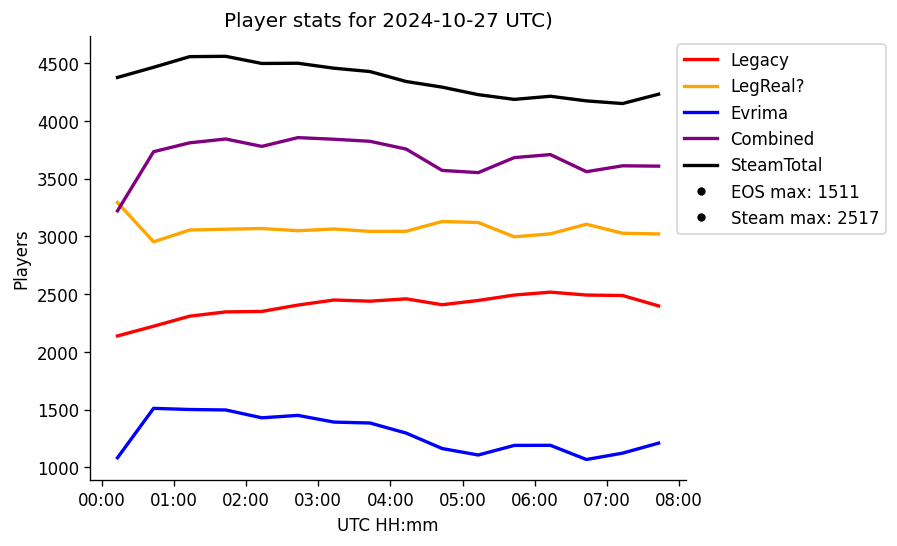 Player stats for 2024-10-27 UTC)
Legacy
LegReal?
Evrima
Combined
SteamTotal
EOS max: 1511
Steam max: 2517
4500
4000
3500
3000
2500
2000
1500
1000
Players
00:00 01:00 02:00 03:00 04:00 05:00 06:00 07:00 08:00
UTC HH:mm